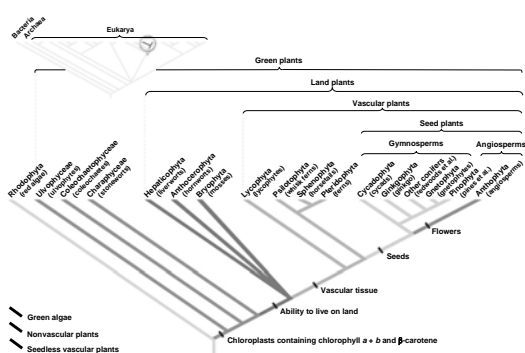 Bacteria
Archaea
Eukarya
Green plants
Land plants
Vascular plants
Seed plants
Gymnosperms
Angiosperms
Rhodophyta
(red algae)
Ulvophyceae
(ulvophytes)
Coleochaetophyceae
(coleochaetes)
Charaphyceae
(stoneworts)
Hepaticophyta
(liverworts)
Anthocerophyta
(hornworts)
Bryophyta
(mosses)
Lycophyta
(lycophytes)
Psilotophyta
(whisk ferns)
Sphenophyta
(horsetails)
Pteridophyta
(ferns)
Cycadophyta
(cycads)
Ginkgophyta
(ginkgo)
Other conifers
(redwoods et al.)
Gnetophyta
(gnetophytes)
Pinophyta
(pines et al.)
Anthophyta
(angiosperms)
Flowers
Seeds
Vascular tissue
Ability to live on land
Chloroplasts containing chlorophyll a + b and β-carotene
Green algae
Nonvascular plants
Seedless vascular plants